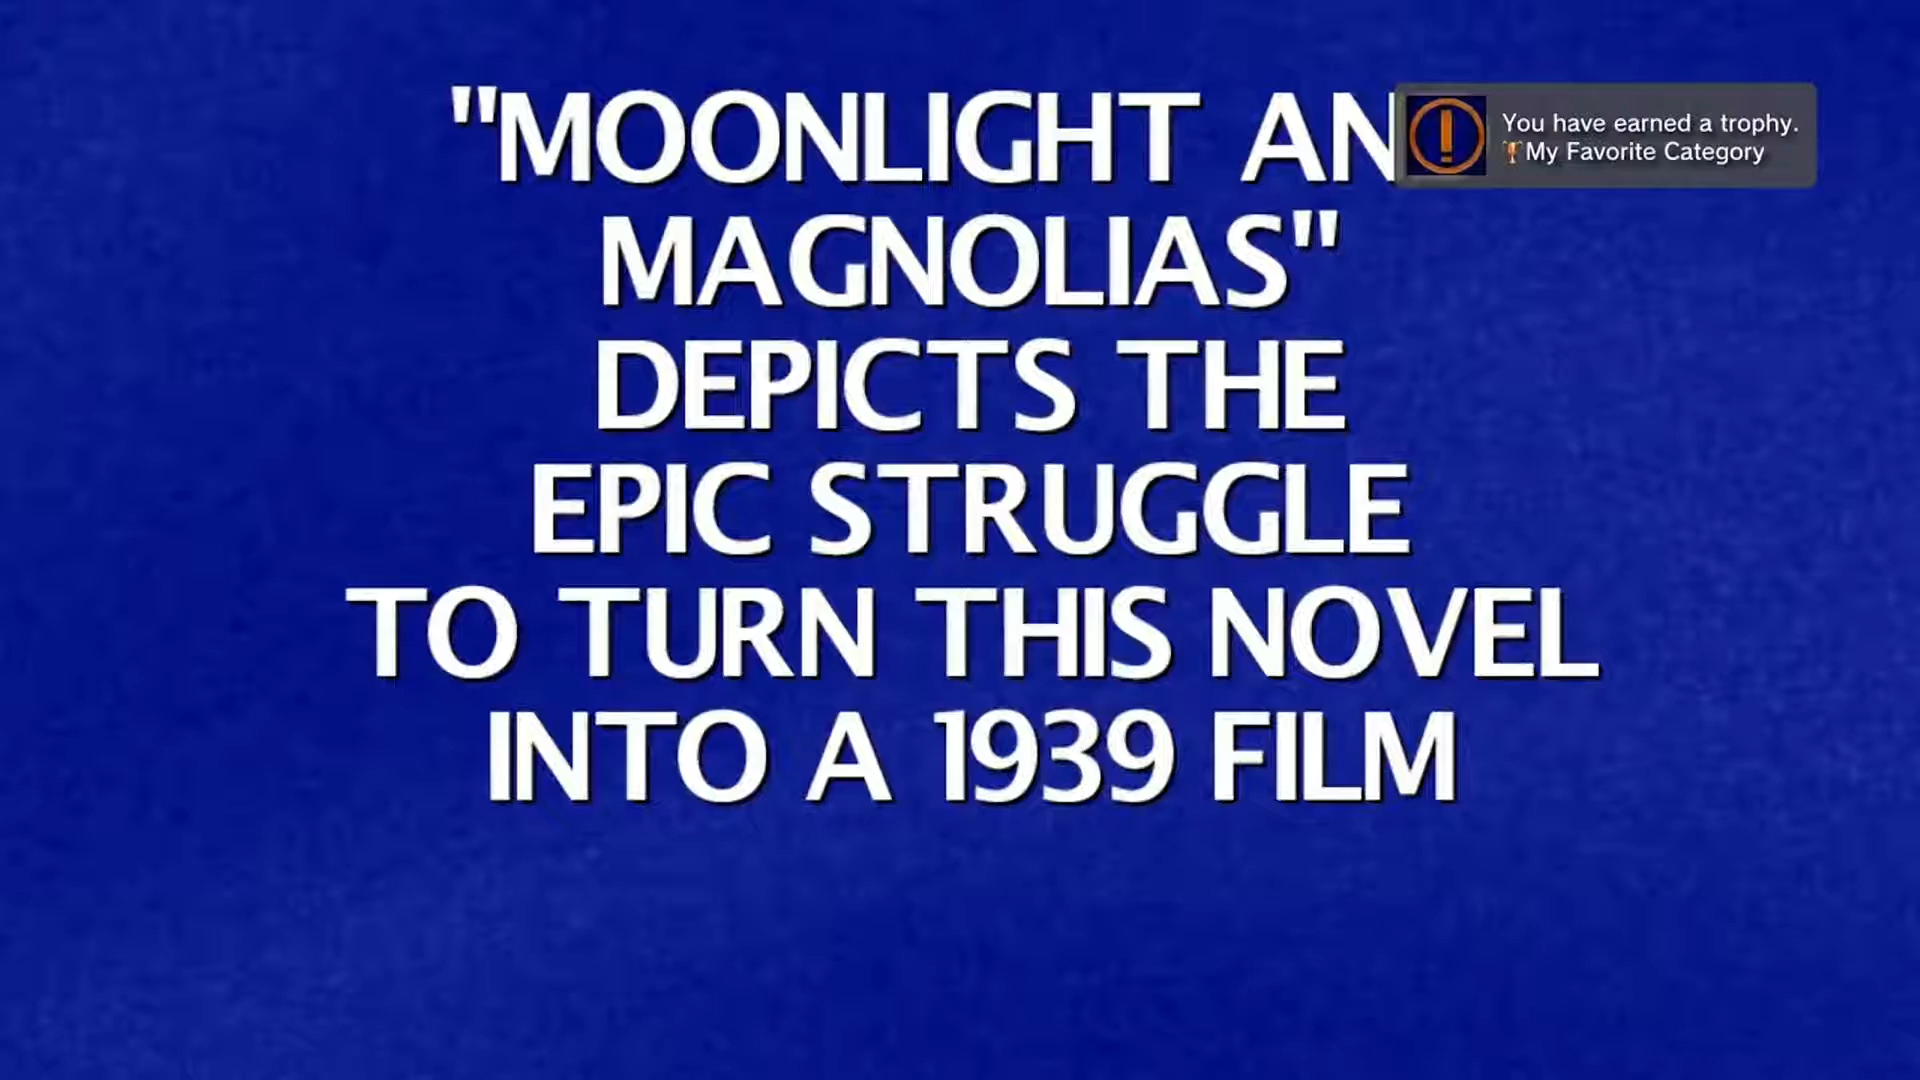 "MOONLIGHT AN
MAGNOLIAS"
DEPICTS THE
EPIC STRUGGLE
TO TURN THIS NOVEL
INTO A 1939 FILM
You have earned a trophy.
My Favorite Category